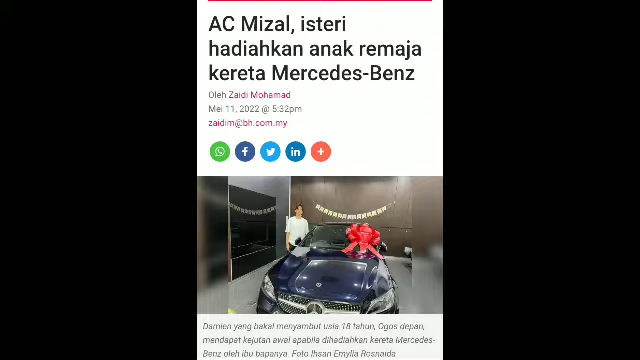 AC Mizal, isteri
hadiahkan anak remaja
kereta Mercedes-Benz
Oleh Zaidi Mohamad
Mei 11, 2022 @ 5:32pm
zaidim@bh.com.my
Damien yang bakal menyambut usia 18 tahun, Ogos depan,
mendapat kejutan awal apabila dihadiahkan kereta Mercedes-
Benz oleh ibu bapanya. Foto Ihsan Emylla Rosnaida